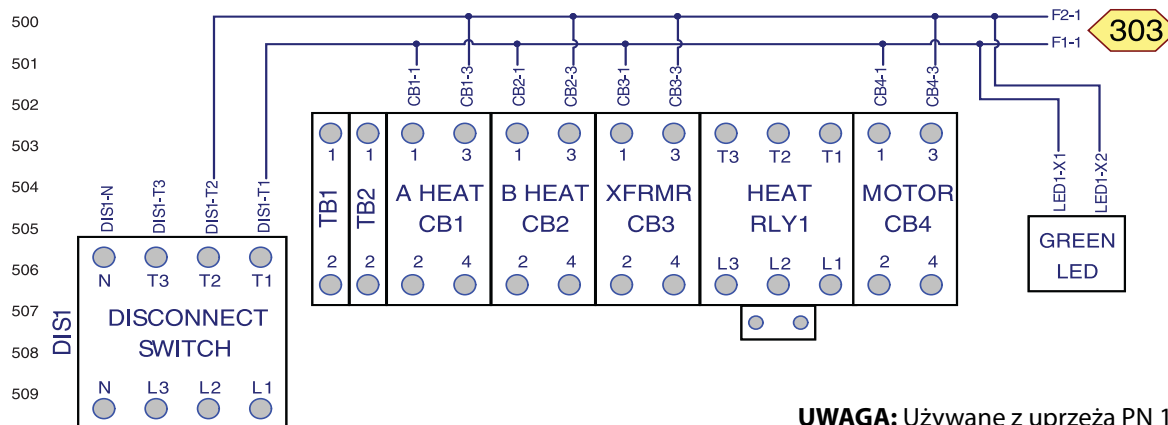 500
F2-1
303
F1-1
501
CB1-1 CB1-3 CB2-1 CB2-3 CB3-1 CB3-3 CB4-1 CB4-3
502
503
1 1 1 3 1 3 1 3 T3 T2 T1 1 3
504
DIS1-N DIS1-T3 DIS1-T2 DIS1-T1
LED1-X1 LED1-X2
TB1 TB2
A HEAT B HEAT XFRMR HEAT MOTOR
505
CB1 CB2 CB3 RLY1 CB4
GREEN
LED
506
N T3 T2 T1
2 2 2 4 2 4 2 4 L3 L2 L1 2 4
507
DIS1
DISCONNECT
508
SWITCH
509
N L3 L2 L1
UWAGA: Używane z uprzężą PN 1